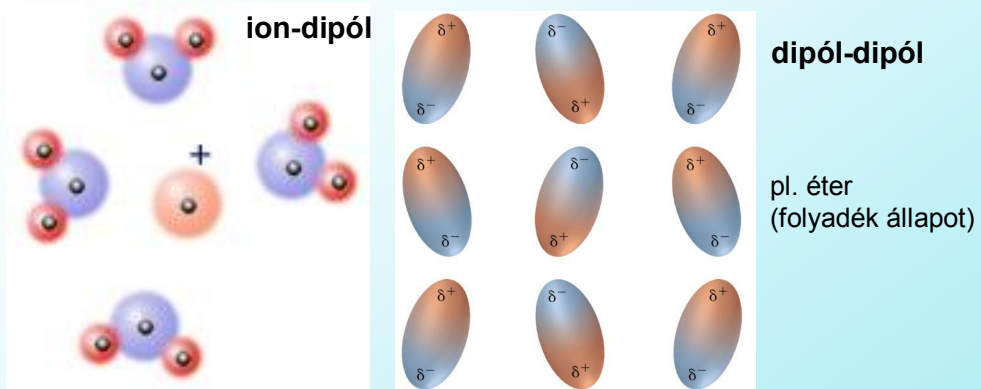 ion-dipól
+
δ⁺ δ⁻ δ⁺
δ⁻ δ⁺ δ⁻
δ⁺ δ⁻ δ⁺
δ⁻ δ⁺ δ⁻
δ⁺ δ⁻ δ⁺
δ⁻ δ⁺ δ⁻
dipól-dipól
pl. éter
(folyadék állapot)